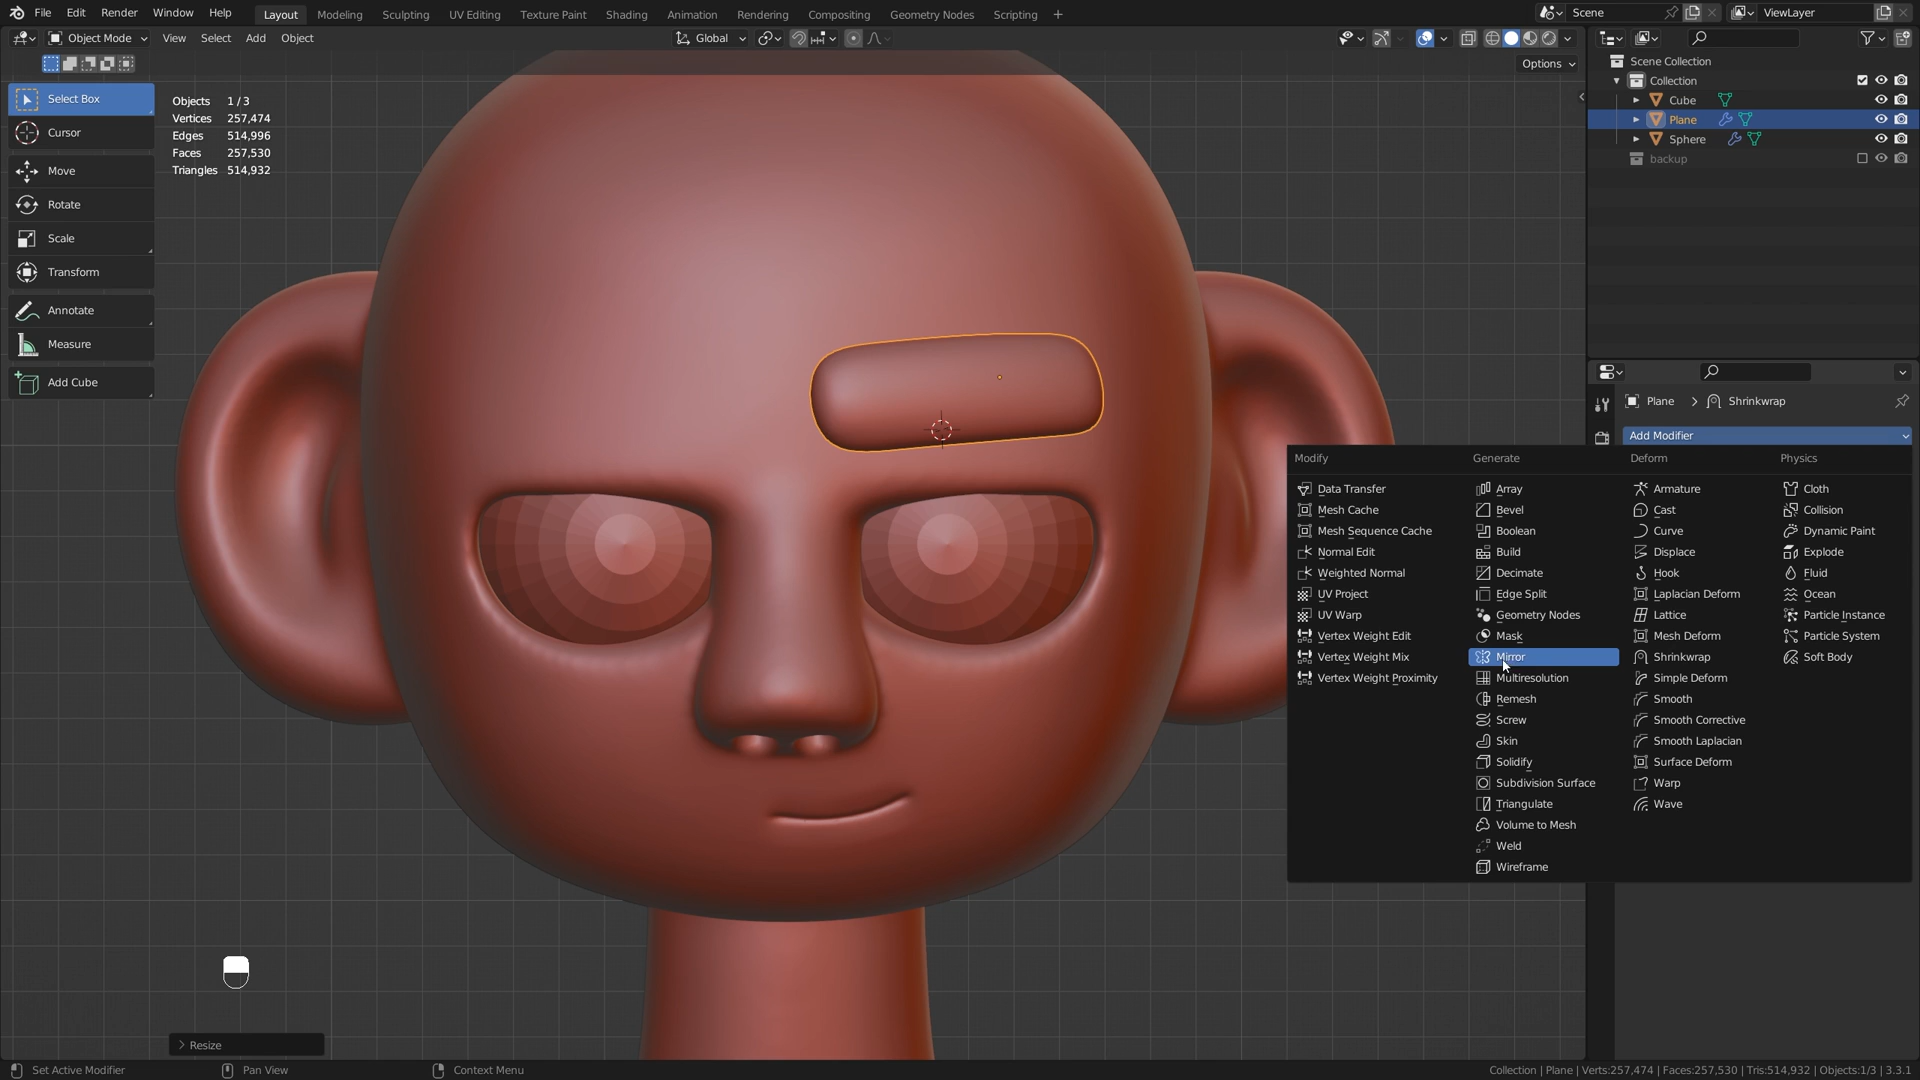 File Edit Render Window Help Layout Modeling Sculpting UV Editing Texture Paint Shading Animation Rendering Compositing Geometry Nodes Scripting + Scene ViewLayer
Object Mode View Select Add Object Global
Options
Select Box
Cursor
Move
Rotate
Scale
Transform
Annotate
Measure
Add Cube
Objects 1 / 3
Vertices 257,474
Edges 514,996
Faces 257,530
Triangles 514,932
Scene Collection
Collection
Cube
Plane
Sphere
backup
Plane > Shrinkwrap
Add Modifier
Modify
Data Transfer
Mesh Cache
Mesh Sequence Cache
Normal Edit
Weighted Normal
UV Project
UV Warp
Vertex Weight Edit
Vertex Weight Mix
Vertex Weight Proximity
Generate
Array
Bevel
Boolean
Build
Decimate
Edge Split
Geometry Nodes
Mask
Mirror
Multiresolution
Remesh
Screw
Skin
Solidify
Subdivision Surface
Triangulate
Volume to Mesh
Weld
Wireframe
Deform
Armature
Cast
Curve
Displace
Hook
Laplacian Deform
Lattice
Mesh Deform
Shrinkwrap
Simple Deform
Smooth
Smooth Corrective
Smooth Laplacian
Surface Deform
Warp
Wave
Physics
Cloth
Collision
Dynamic Paint
Explode
Fluid
Ocean
Particle Instance
Particle System
Soft Body
> Resize
Set Active Modifier Pan View Context Menu Collection | Plane | Verts:257,474 | Faces:257,530 | Tris:514,932 | Objects:1/3 | 3.3.1